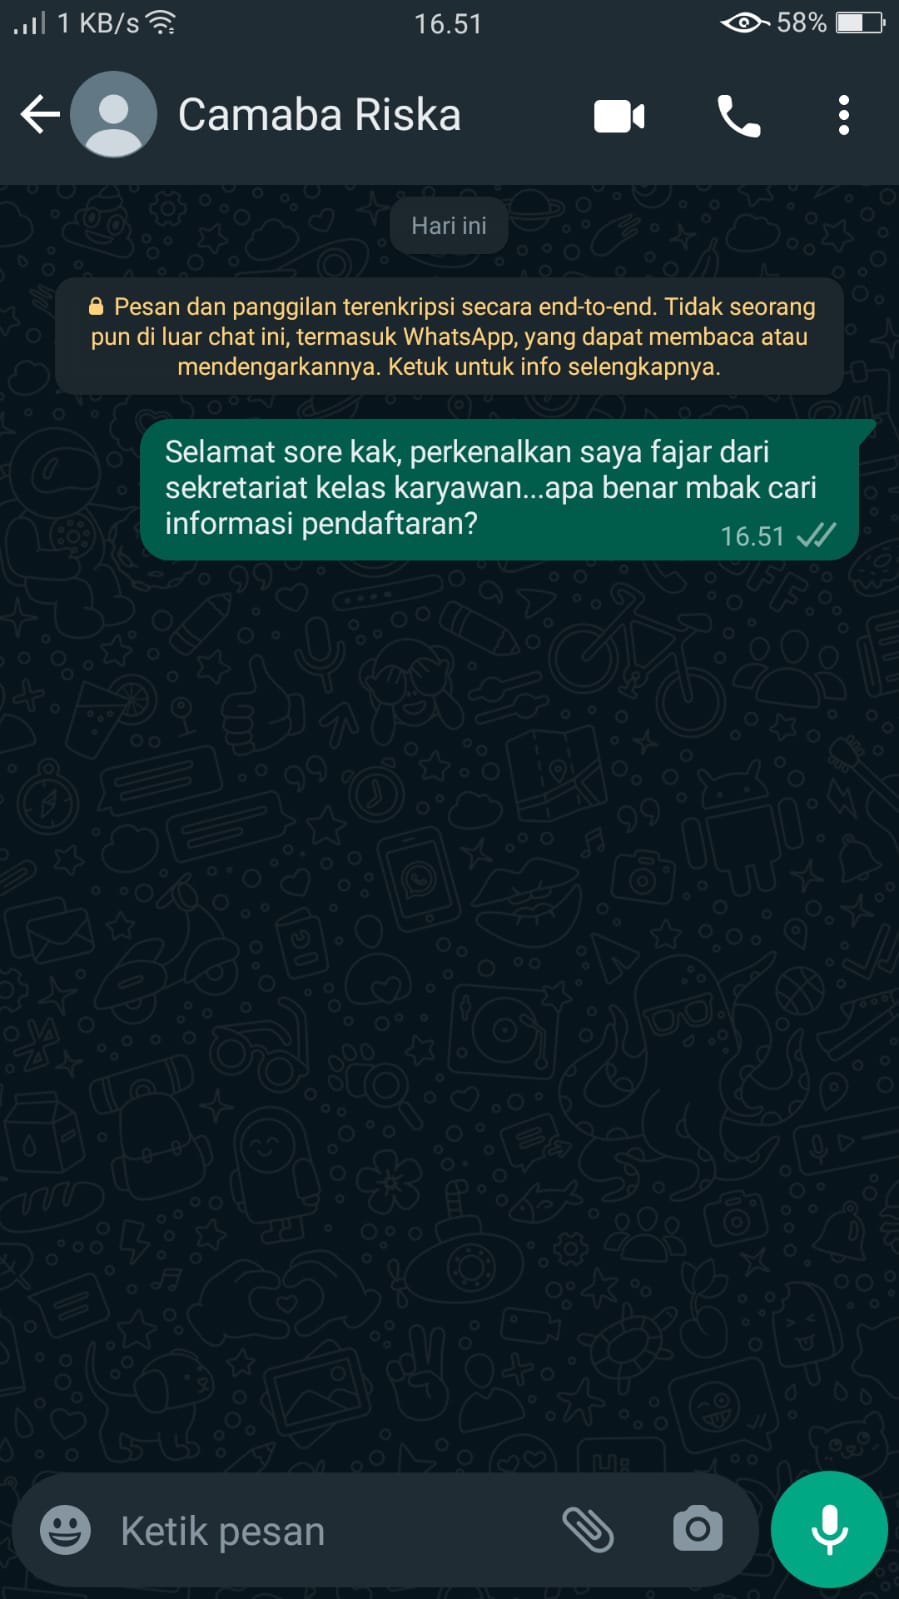 1 KB/s
16.51
58%
Camaba Riska
Hari ini
Pesan dan panggilan terenkripsi secara end-to-end. Tidak seorang
pun di luar chat ini, termasuk WhatsApp, yang dapat membaca atau
mendengarkannya. Ketuk untuk info selengkapnya.
Selamat sore kak, perkenalkan saya fajar dari
sekretariat kelas karyawan...apa benar mbak cari
informasi pendaftaran?
16.51
Ketik pesan